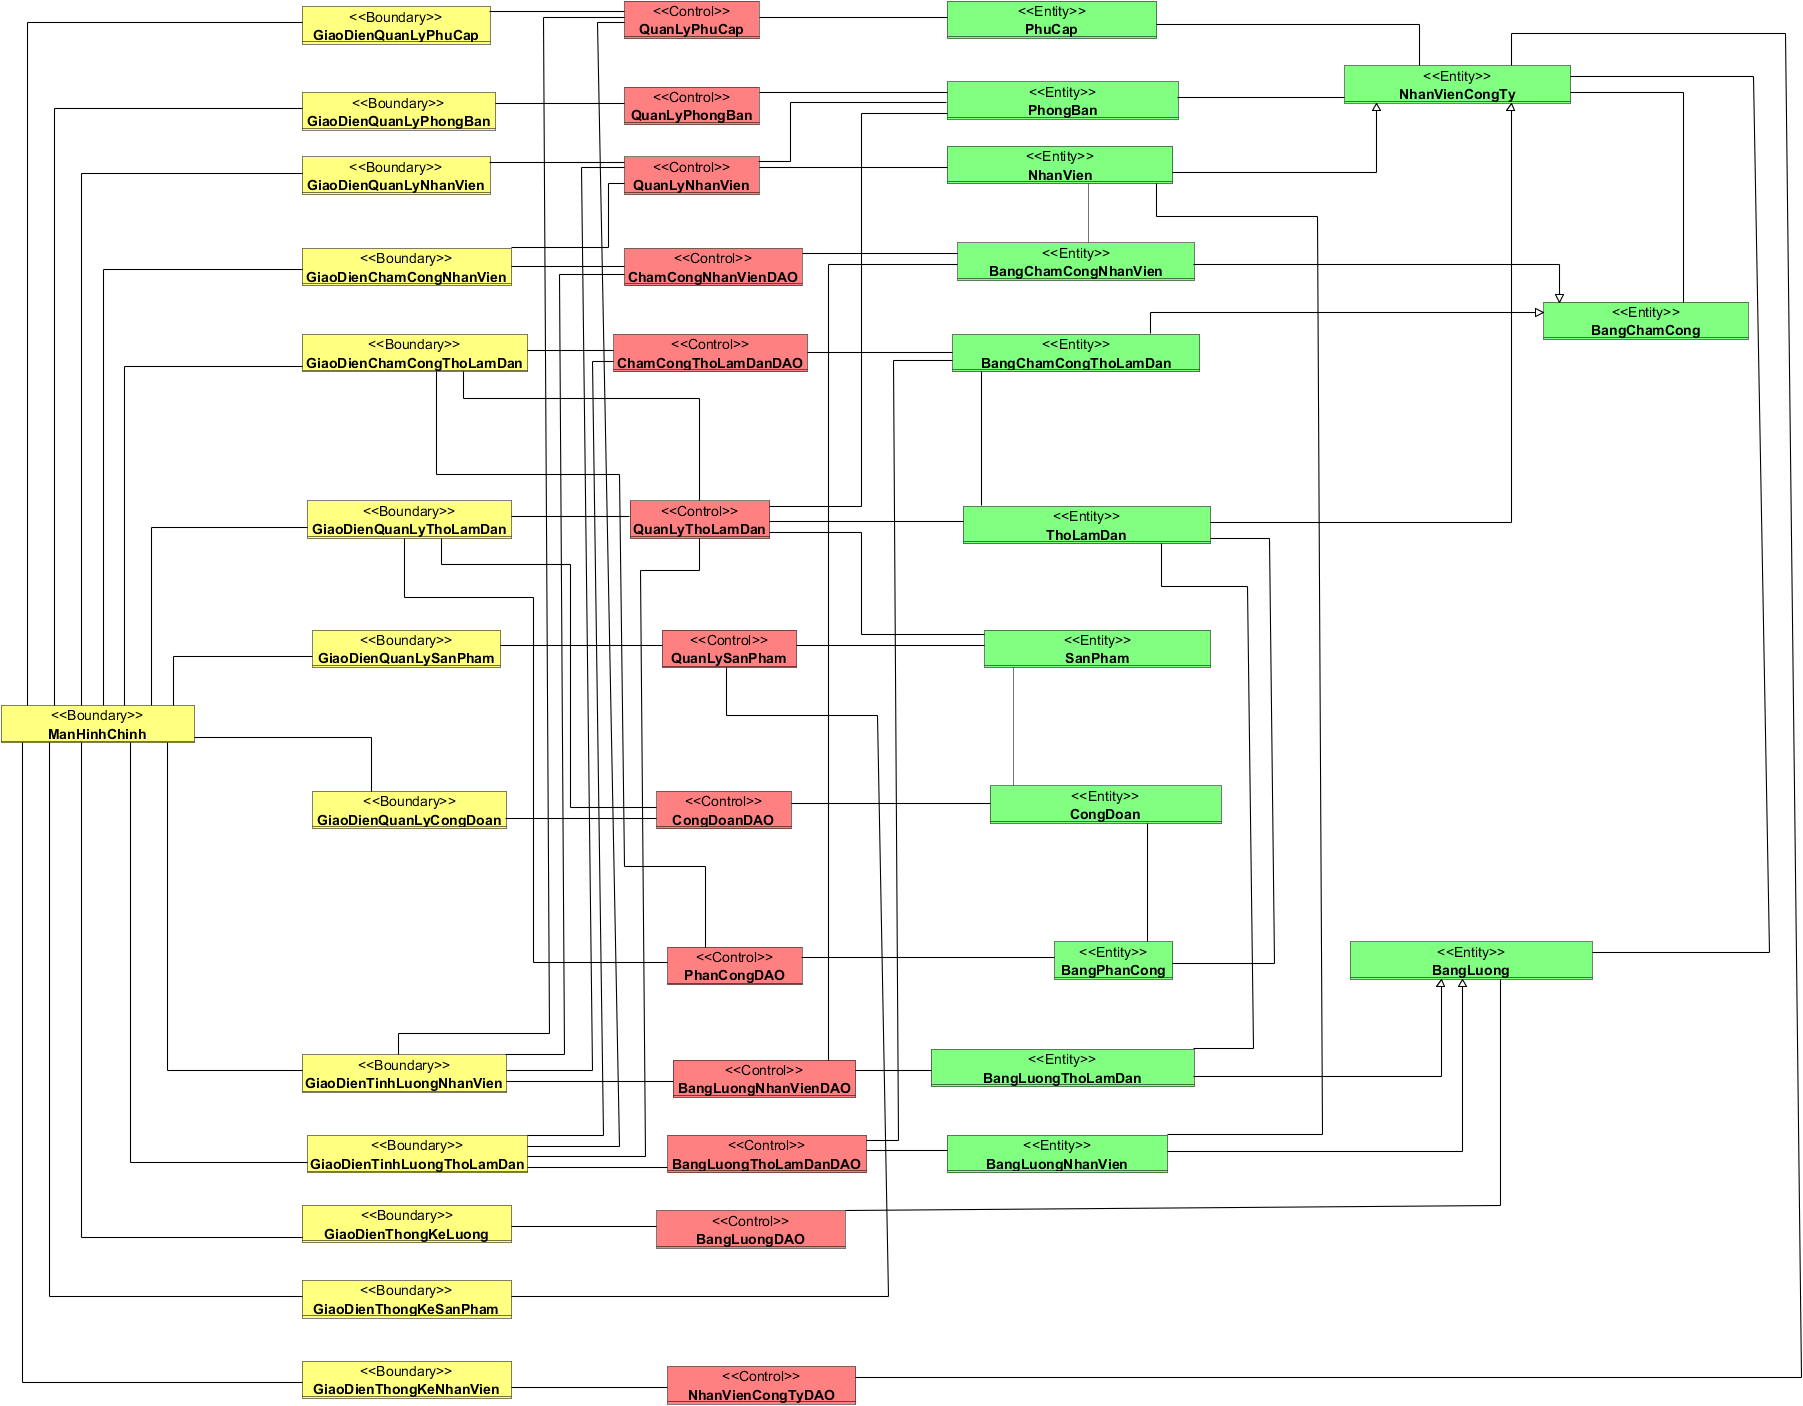 <<Boundary>>
GiaoDienQuanLyPhuCap
<<Control>>
QuanLyPhuCap
<<Entity>>
PhuCap
<<Entity>>
NhanVienCongTy
<<Boundary>>
GiaoDienQuanLyPhongBan
<<Control>>
QuanLyPhongBan
<<Entity>>
PhongBan
<<Boundary>>
GiaoDienQuanLyNhanVien
<<Control>>
QuanLyNhanVien
<<Entity>>
NhanVien
<<Boundary>>
GiaoDienChamCongNhanVien
<<Control>>
ChamCongNhanVienDAO
<<Entity>>
BangChamCongNhanVien
<<Entity>>
BangChamCong
<<Boundary>>
GiaoDienChamCongThoLamDan
<<Control>>
ChamCongThoLamDanDAO
<<Entity>>
BangChamCongThoLamDan
<<Boundary>>
GiaoDienQuanLyThoLamDan
<<Control>>
QuanLyThoLamDan
<<Entity>>
ThoLamDan
<<Boundary>>
GiaoDienQuanLySanPham
<<Control>>
QuanLySanPham
<<Entity>>
SanPham
<<Boundary>>
ManHinhChinh
<<Boundary>>
GiaoDienQuanLyCongDoan
<<Control>>
CongDoanDAO
<<Entity>>
CongDoan
<<Control>>
PhanCongDAO
<<Entity>>
BangPhanCong
<<Entity>>
BangLuong
<<Boundary>>
GiaoDienTinhLuongNhanVien
<<Control>>
BangLuongNhanVienDAO
<<Entity>>
BangLuongThoLamDan
<<Boundary>>
GiaoDienTinhLuongThoLamDan
<<Control>>
BangLuongThoLamDanDAO
<<Entity>>
BangLuongNhanVien
<<Boundary>>
GiaoDienThongKeLuong
<<Control>>
BangLuongDAO
<<Boundary>>
GiaoDienThongKeSanPham
<<Boundary>>
GiaoDienThongKeNhanVien
<<Control>>
NhanVienCongTyDAO